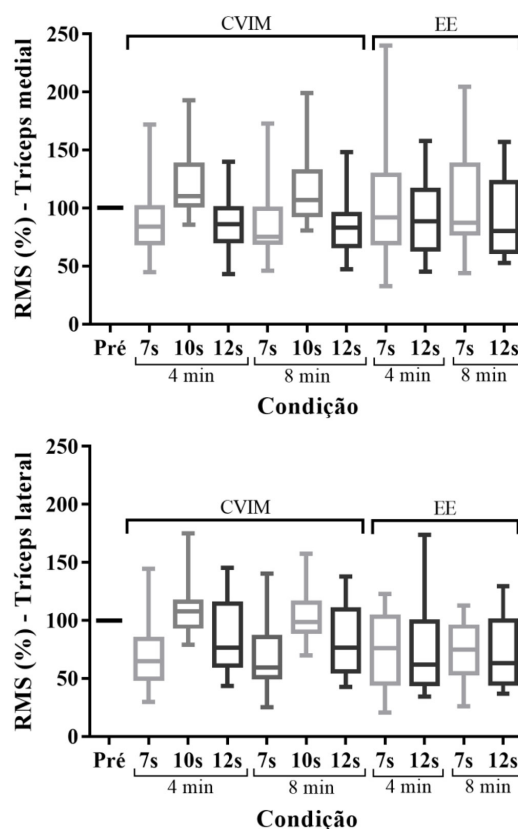 CVIM EE
250
200
150
100
50
0
RMS (%) - Tríceps medial
Pré 7s 10s 12s 7s 10s 12s 7s 12s 7s 12s
4 min 8 min 4 min 8 min
Condição
250
200
150
100
50
0
RMS (%) - Tríceps lateral
CVIM EE
Pré 7s 10s 12s 7s 10s 12s 7s 12s 7s 12s
4 min 8 min 4 min 8 min
Condição